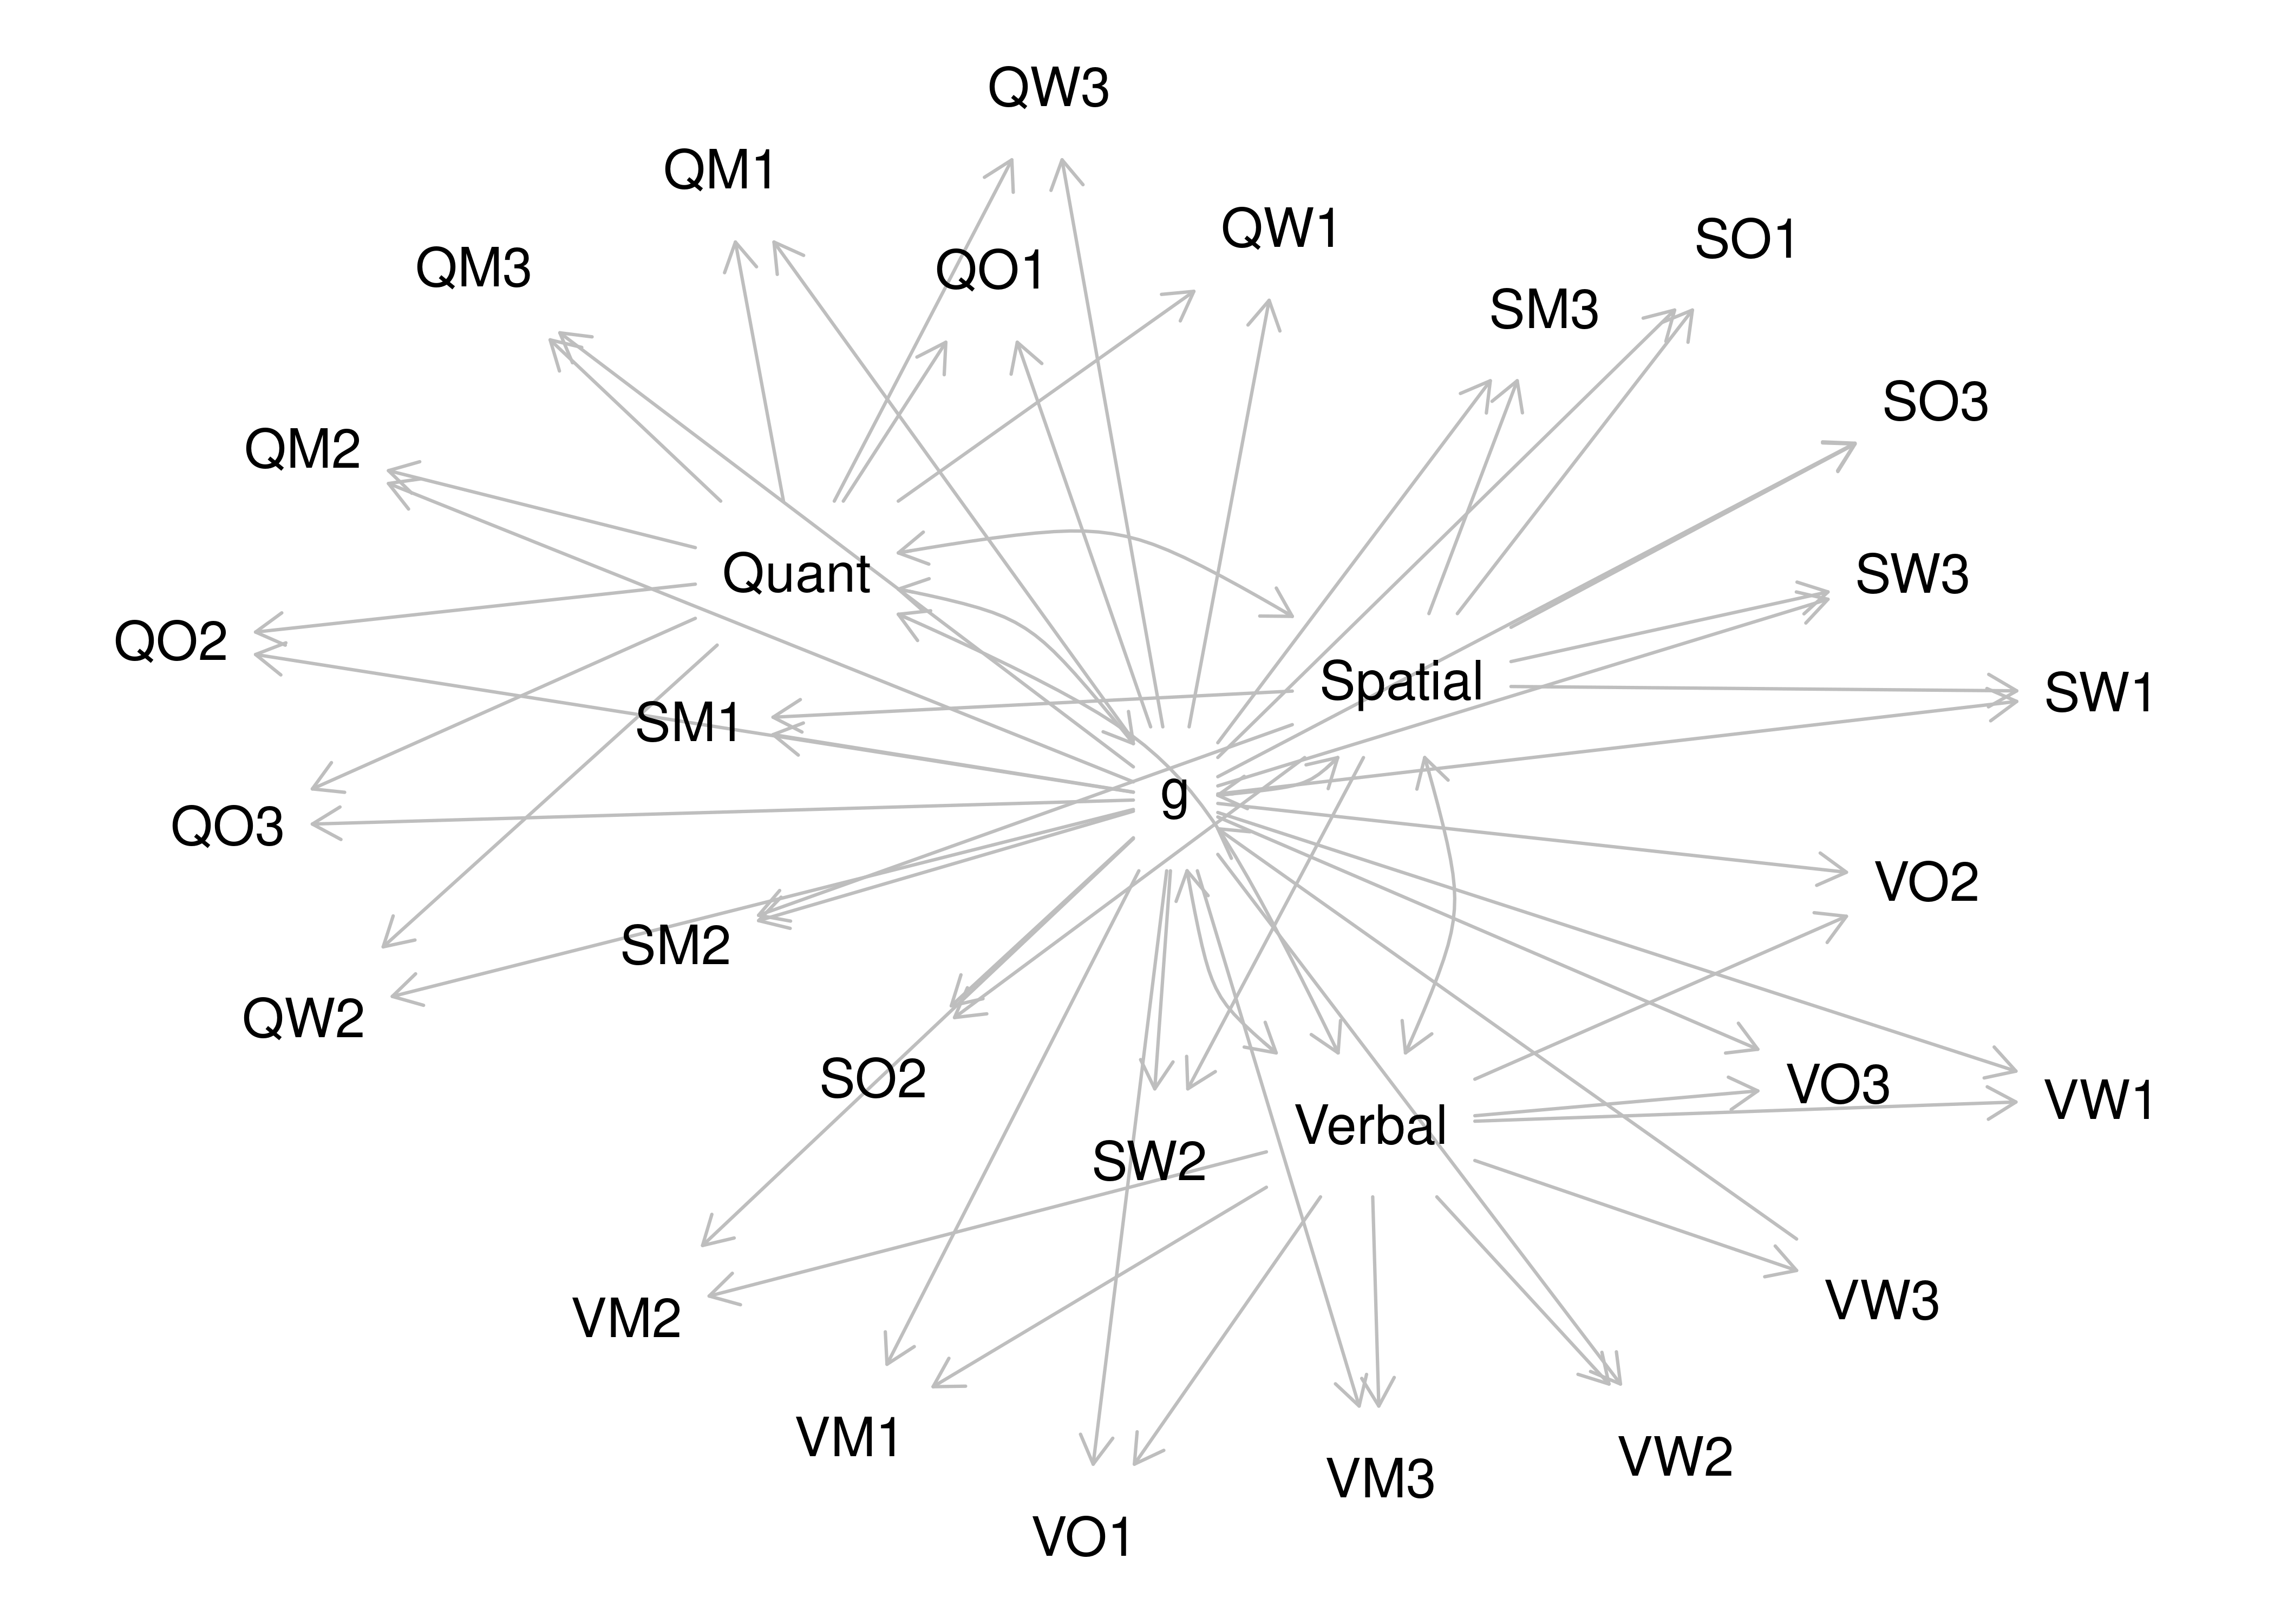 QW3
QM1
QW1
SO1
QM3
QO1
SM3
SO3
QM2
Quant
SW3
QO2
Spatial
SW1
SM1
g
QO3
VO2
SM2
QW2
SO2
VO3
VW1
Verbal
SW2
VW3
VM2
VM1
VW2
VM3
VO1